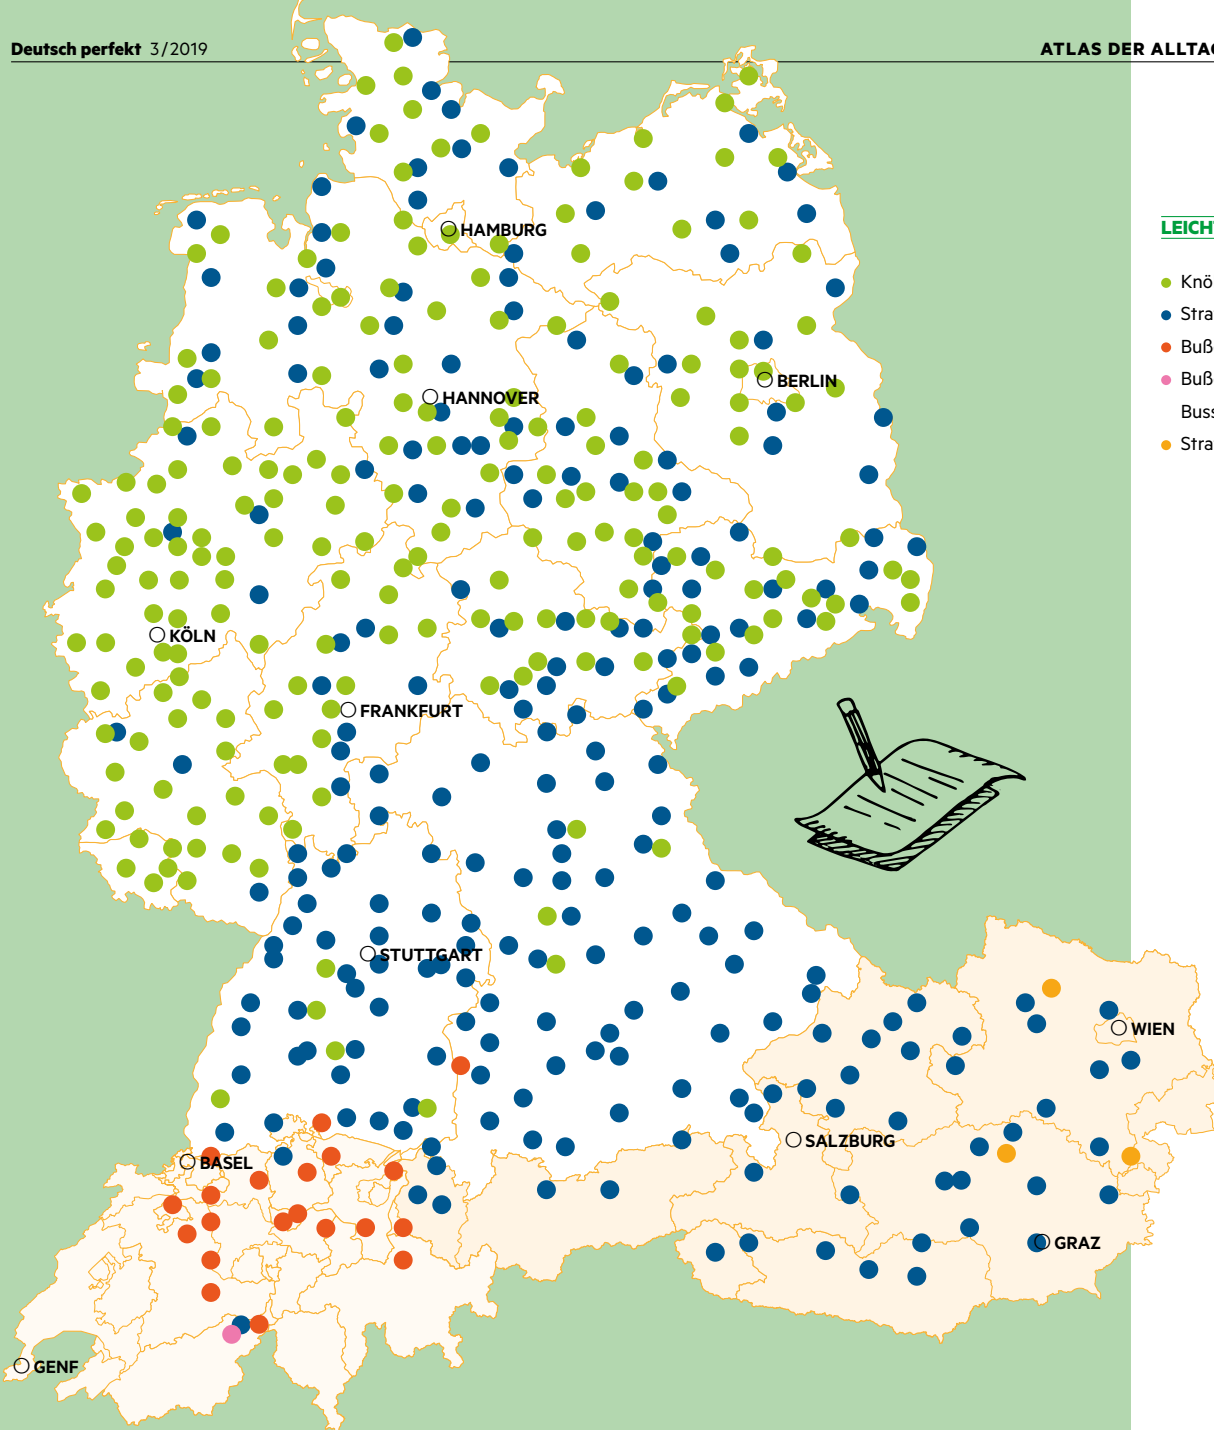 Deutsch perfekt 3/2019
ATLAS DER ALLTAG
LEICH
Knö
Stra
Buß
Buß
Buss
Stra
HAMBURG
BERLIN
HANNOVER
KÖLN
FRANKFURT
STUTTGART
WIEN
SALZBURG
BASEL
GRAZ
GENF